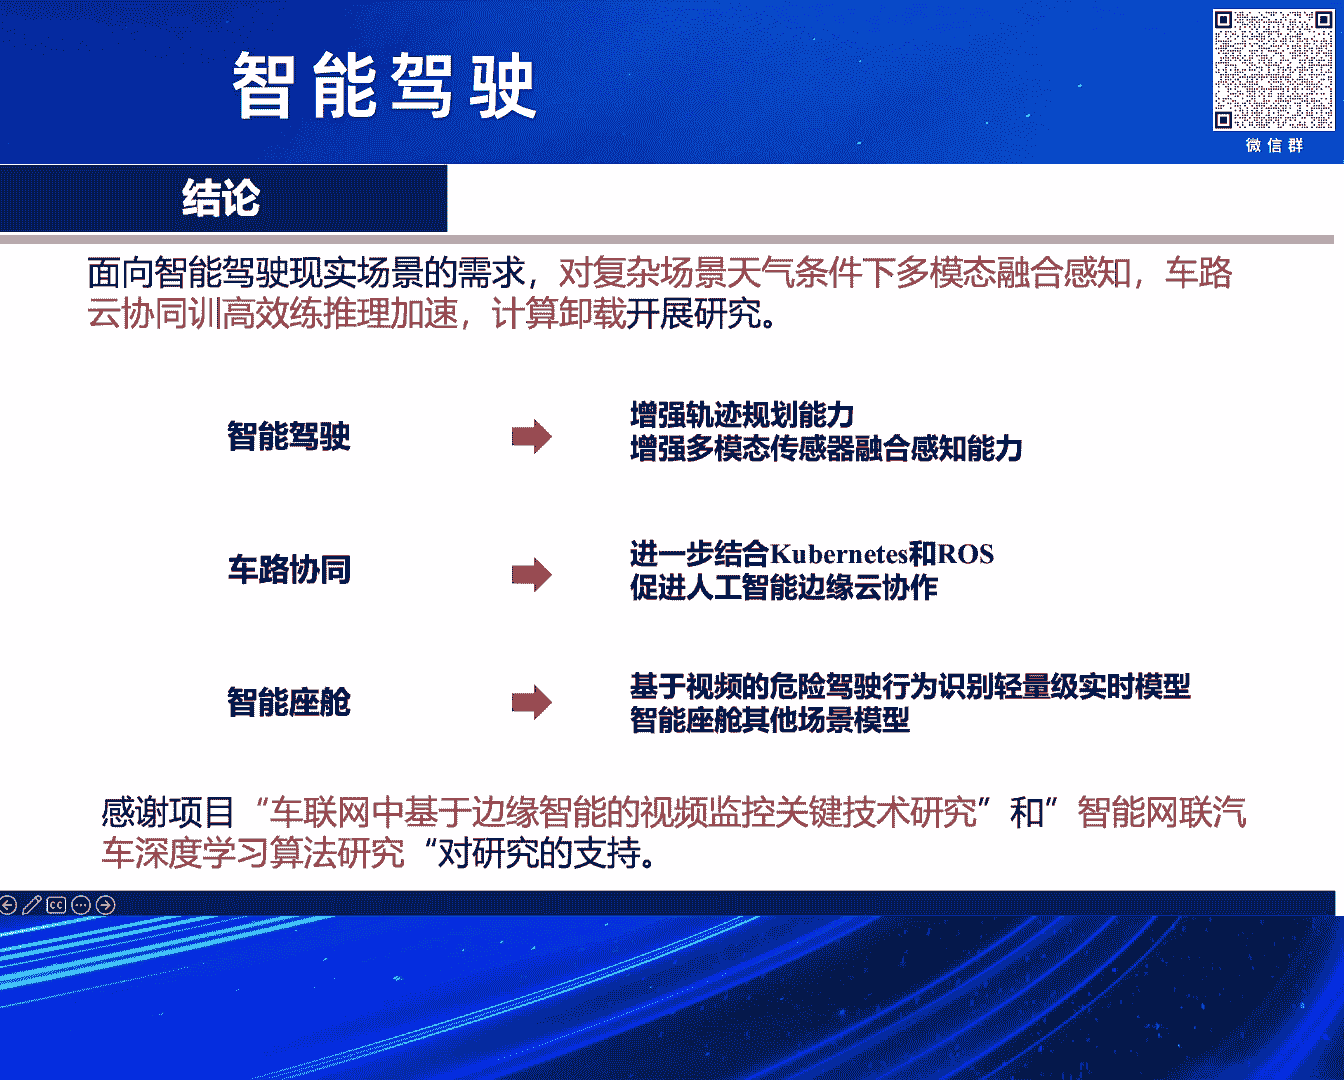 智能驾驶
微信群
结论
面向智能驾驶现实场景的需求，对复杂场景天气条件下多模态融合感知，车路
云协同训高效练推理加速，计算卸载开展研究。
智能驾驶
增强轨迹规划能力
增强多模态传感器融合感知能力
车路协同
进一步结合Kubernetes和ROS
促进人工智能边缘云协作
智能座舱
基于视频的危险驾驶行为识别轻量级实时模型
智能座舱其他场景模型
感谢项目“车联网中基于边缘智能的视频监控关键技术研究”和”智能网联汽
车深度学习算法研究“对研究的支持。
CC